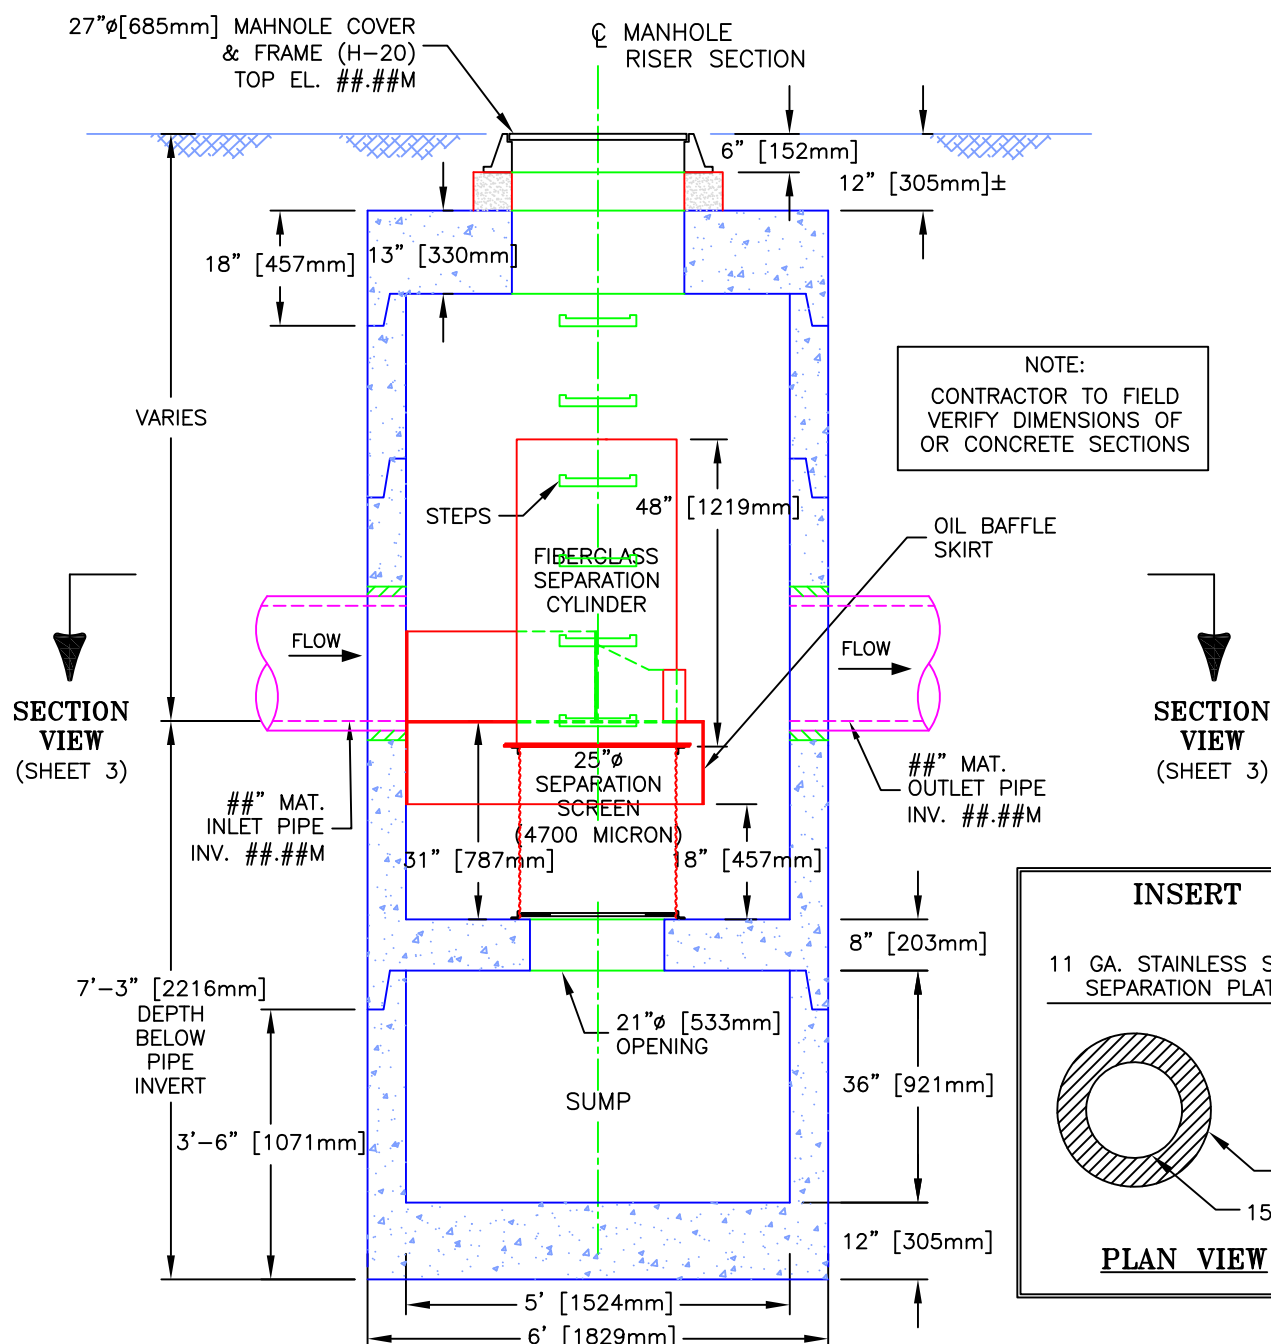 27"ø[685mm] MAHNOLE COVER
& FRAME (H-20)
TOP EL. ##.##M
℄ MANHOLE
RISER SECTION
6" [152mm]
12" [305mm]±
18" [457mm]
13" [330mm]
NOTE:
CONTRACTOR TO FIELD
VERIFY DIMENSIONS OF
OR CONCRETE SECTIONS
VARIES
STEPS
48" [1219mm]
OIL BAFFLE
SKIRT
FIBERGLASS
SEPARATION
CYLINDER
FLOW
FLOW
SECTION
VIEW
(SHEET 3)
SECTION
VIEW
(SHEET 3)
25"ø
SEPARATION
SCREEN
(4700 MICRON)
##" MAT.
INLET PIPE
INV. ##.##M
##" MAT.
OUTLET PIPE
INV. ##.##M
31" [787mm]
18" [457mm]
8" [203mm]
7'-3" [2216mm]
DEPTH
BELOW
PIPE
INVERT
21"ø [533mm]
OPENING
36" [921mm]
SUMP
3'-6" [1071mm]
12" [305mm]
5' [1524mm]
6' [1829mm]
INSERT
11 GA. STAINLESS S
SEPARATION PLAT
15
PLAN VIEW